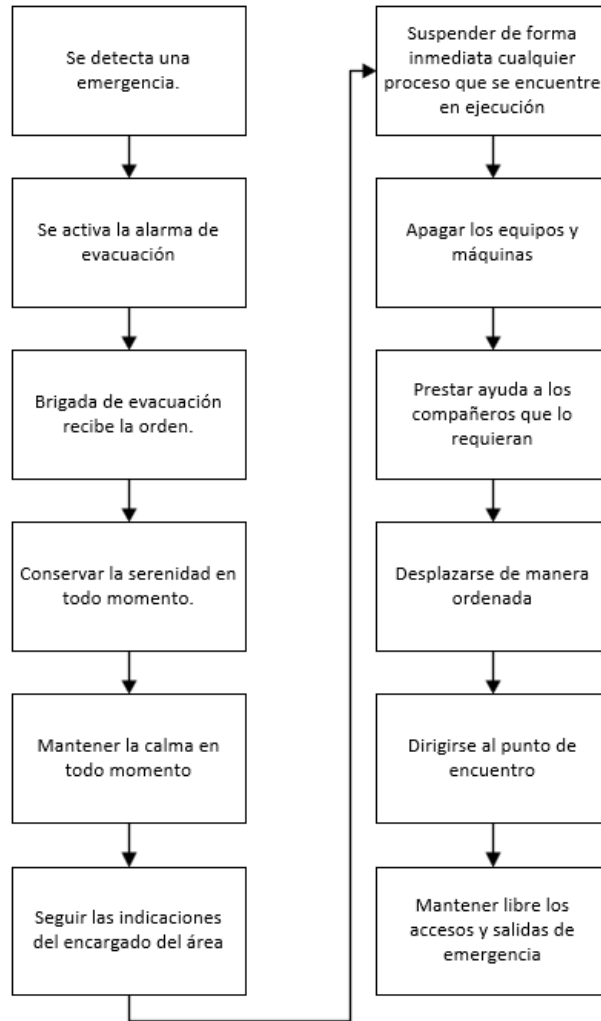 Se detecta una
emergencia.
Se activa la alarma de
evacuación
Brigada de evacuación
recibe la orden.
Conservar la serenidad en
todo momento.
Mantener la calma en
todo momento
Seguir las indicaciones
del encargado del área
Suspender de forma
inmediata cualquier
proceso que se encuentre
en ejecución
Apagar los equipos y
máquinas
Prestar ayuda a los
compañeros que lo
requieran
Desplazarse de manera
ordenada
Dirigirse al punto de
encuentro
Mantener libre los
accesos y salidas de
emergencia